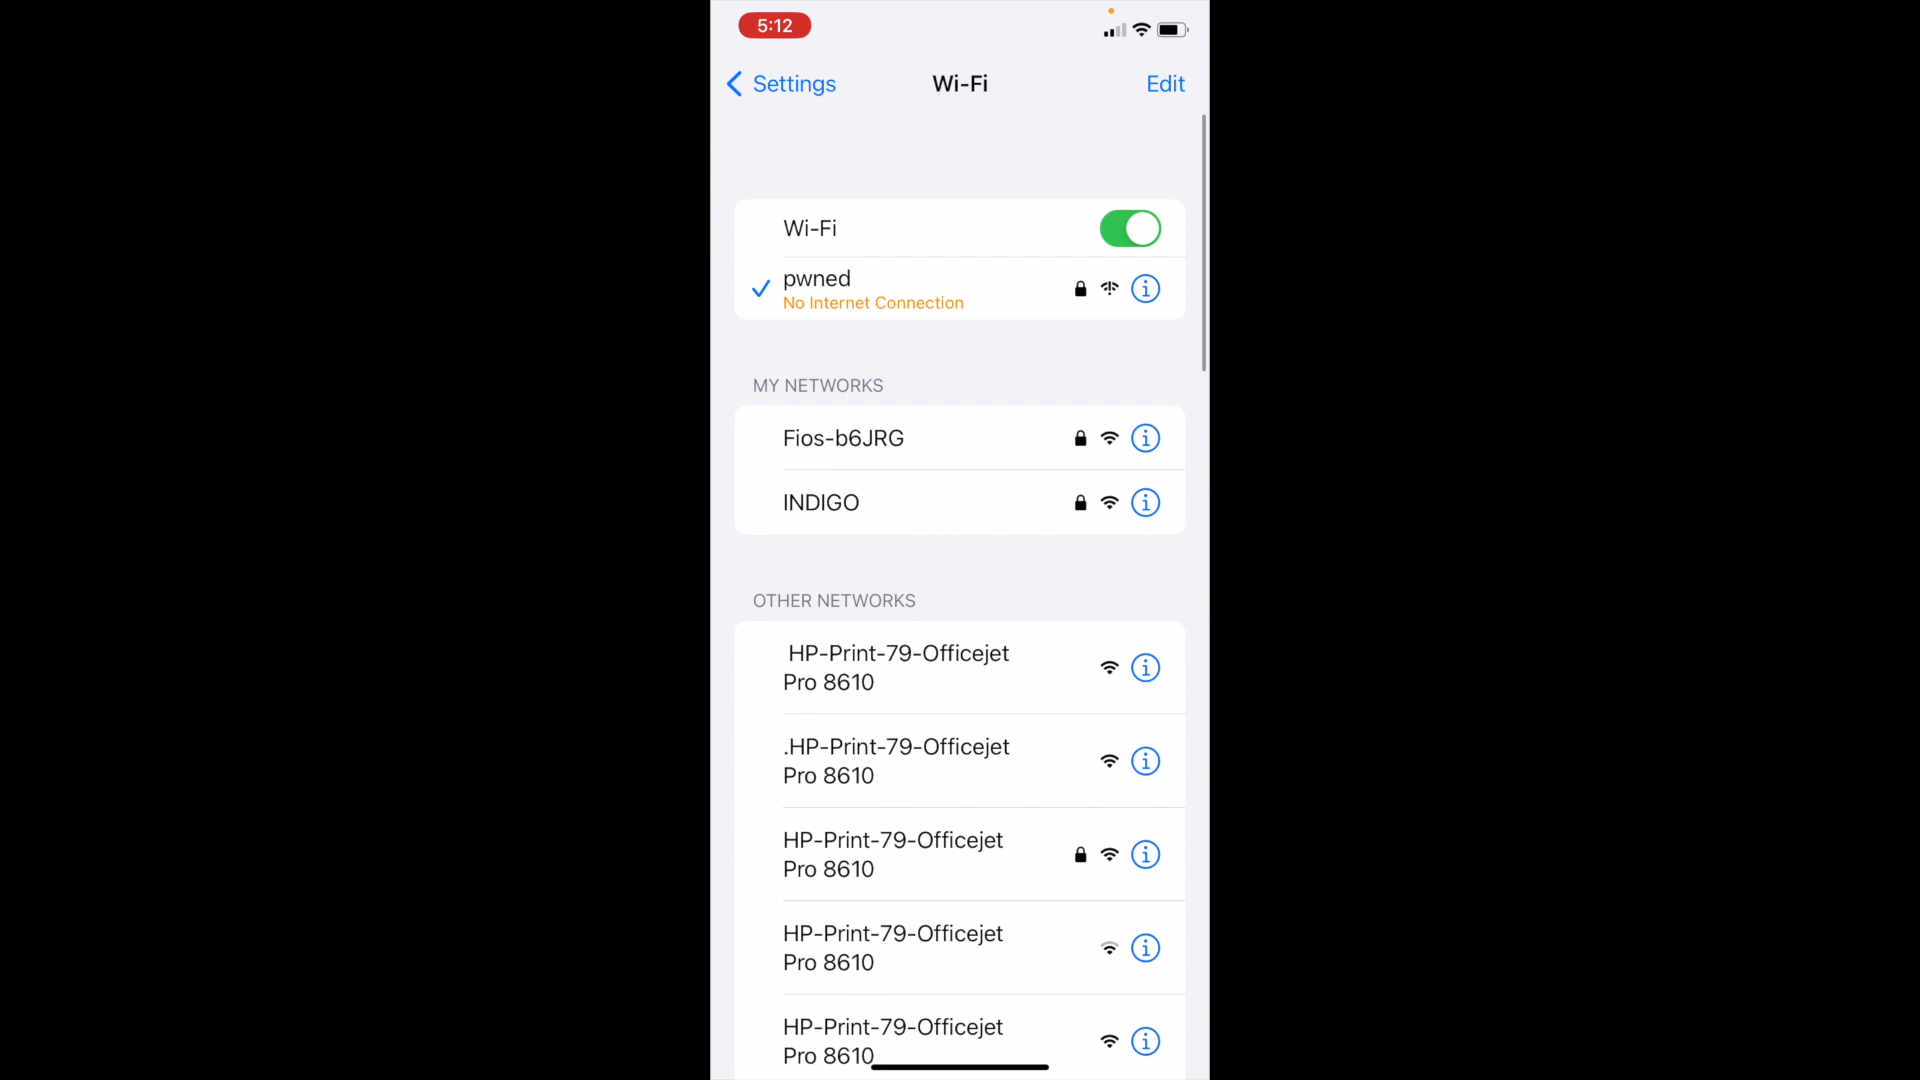 5:12
Settings
Wi-Fi
Edit
Wi-Fi
pwned
No Internet Connection
MY NETWORKS
Fios-b6JRG
INDIGO
OTHER NETWORKS
HP-Print-79-Officejet
Pro 8610
.HP-Print-79-Officejet
Pro 8610
HP-Print-79-Officejet
Pro 8610
HP-Print-79-Officejet
Pro 8610
HP-Print-79-Officejet
Pro 8610